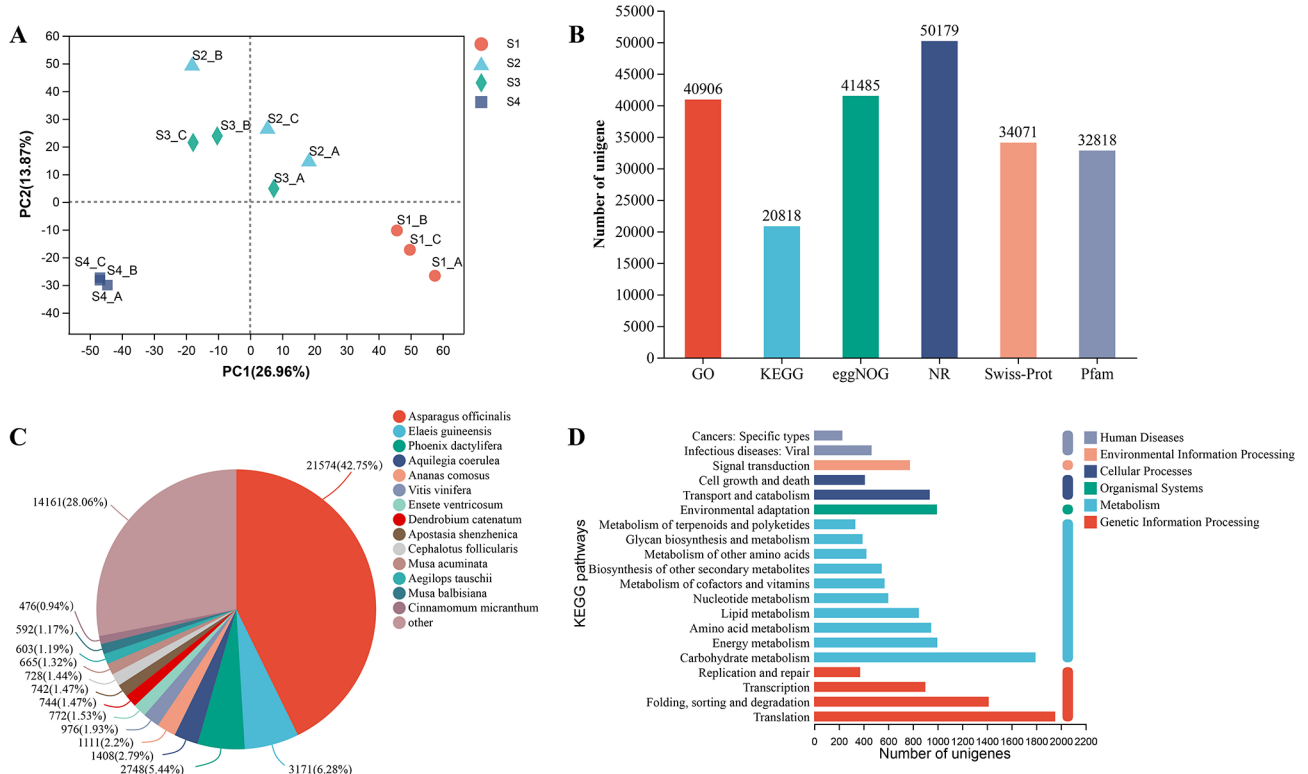 A
PC2(13.87%)
60
50
40
30
20
10
0
-10
-20
-30
-40
-50
-40
-30
-20
-10
0
10
20
30
40
50
60
PC1(26.96%)
S2_B
S3_C
S3_B
S2_C
S2_A
S3_A
S1_B
S1_C
S1_A
S4_C
S4_B
S4_A
S1
S2
S3
S4
B
Number of unigene
55000
50000
45000
40000
35000
30000
25000
20000
15000
10000
5000
0
40906
20818
41485
50179
34071
32818
GO
KEGG
eggNOG
NR
Swiss-Prot
Pfam
C
21574(42.75%)
3171(6.28%)
2748(5.44%)
1408(2.79%)
1111(2.2%)
976(1.93%)
772(1.53%)
744(1.47%)
742(1.47%)
728(1.44%)
665(1.32%)
603(1.19%)
592(1.17%)
476(0.94%)
14161(28.06%)
Asparagus officinalis
Elaeis guineensis
Phoenix dactylifera
Aquilegia coerulea
Ananas comosus
Vitis vinifera
Ensete ventricosum
Dendrobium catenatum
Apostasia shenzhenica
Cephalotus follicularis
Musa acuminata
Aegilops tauschii
Musa balbisiana
Cinnamomum micranthum
other
D
KEGG pathways
Cancers: Specific types
Infectious diseases: Viral
Signal transduction
Cell growth and death
Transport and catabolism
Environmental adaptation
Metabolism of terpenoids and polyketides
Glycan biosynthesis and metabolism
Metabolism of other amino acids
Biosynthesis of other secondary metabolites
Metabolism of cofactors and vitamins
Nucleotide metabolism
Lipid metabolism
Amino acid metabolism
Energy metabolism
Carbohydrate metabolism
Replication and repair
Transcription
Folding, sorting and degradation
Translation
0 200 400 600 800 1000 1200 1400 1600 1800 2000 2200
Number of unigenes
Human Diseases
Environmental Information Processing
Cellular Processes
Organismal Systems
Metabolism
Genetic Information Processing